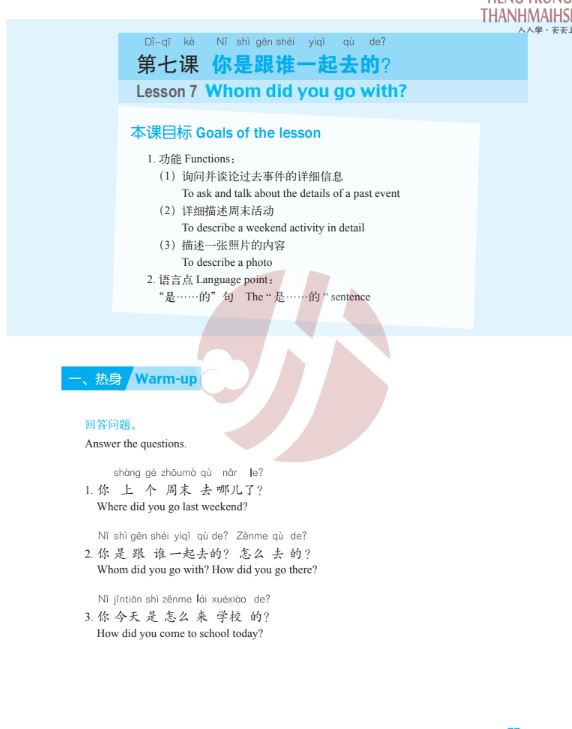 THANHMAIHS
Dì-qī kè Nǐ shì gēn shéi yìqǐ qù de?
第七课 你是跟谁一起去的?
Lesson 7 Whom did you go with?
本课目标 Goals of the lesson
1. 功能 Functions:
（1）询问并谈论过去事件的详细信息
To ask and talk about the details of a past event
（2）详细描述周末活动
To describe a weekend activity in detail
（3）描述一张照片的内容
To describe a photo
2. 语言点 Language point:
“是……的”句 The “是……的” sentence
一、热身 Warm-up
回答问题。
Answer the questions.
shàng gè zhōumò qù nǎr le?
1. 你 上 个 周末 去 哪儿了?
Where did you go last weekend?
Nǐ shì gēn shéi yìqǐ qù de? Zěnme qù de?
2. 你 是 跟 谁 一起去的? 怎么 去 的?
Whom did you go with? How did you go there?
Nǐ jīntiān shì zěnme lái xuéxiào de?
3. 你 今天 是 怎么 来 学校 的?
How did you come to school today?